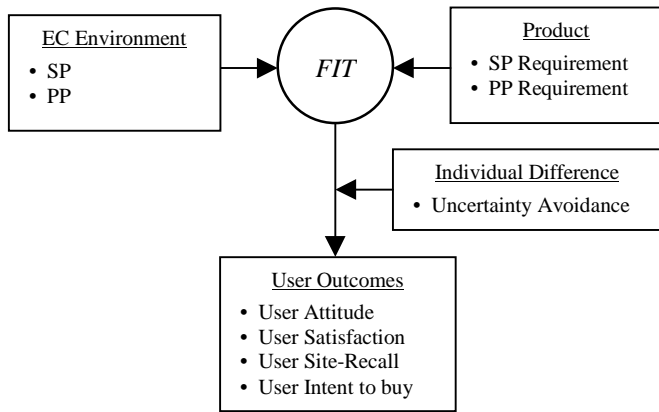 EC Environment
• SP
• PP
FIT
Product
• SP Requirement
• PP Requirement
Individual Difference
• Uncertainty Avoidance
User Outcomes
• User Attitude
• User Satisfaction
• User Site-Recall
• User Intent to buy